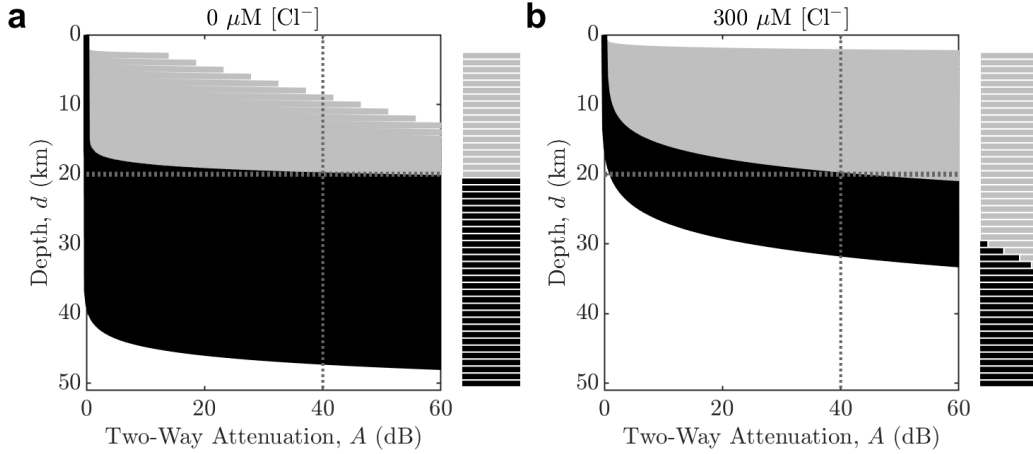 a
0 μM [Cl⁻]
0
10
20
30
40
50
Depth, d (km)
0 20 40 60
Two-Way Attenuation, A (dB)
b
300 μM [Cl⁻]
0
10
20
30
40
50
Depth, d (km)
0 20 40 60
Two-Way Attenuation, A (dB)